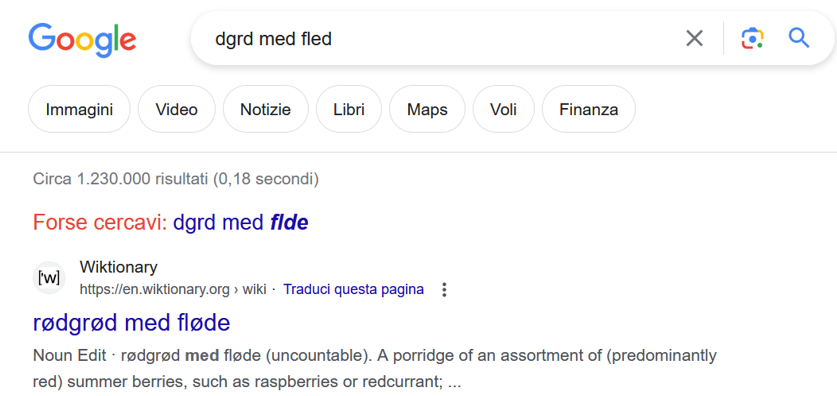 Google
dgrd med fled
Immagini Video Notizie Libri Maps Voli Finanza
Circa 1.230.000 risultati (0,18 secondi)
Forse cercavi: dgrd med flde
['w]
Wiktionary
https://en.wiktionary.org › wiki · Traduci questa pagina
rødgrød med fløde
Noun Edit · rødgrød med fløde (uncountable). A porridge of an assortment of (predominantly
red) summer berries, such as raspberries or redcurrant; ...